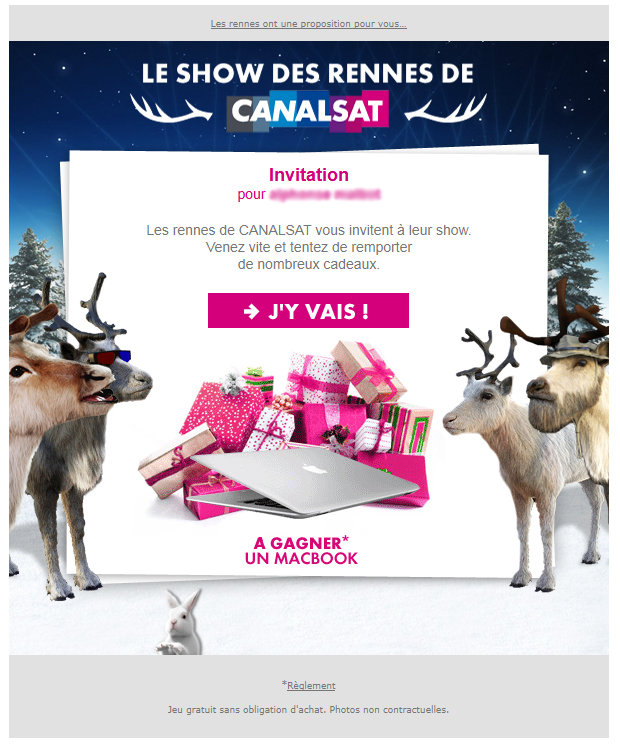 Les rennes ont une proposition pour vous...
LE SHOW DES RENNES DE
CANALSAT
Invitation
pour
Les rennes de CANALSAT vous invitent à leur show.
Venez vite et tentez de remporter
de nombreux cadeaux.
➔ J'Y VAIS !
A GAGNER*
UN MACBOOK
*Règlement
Jeu gratuit sans obligation d'achat. Photos non contractuelles.